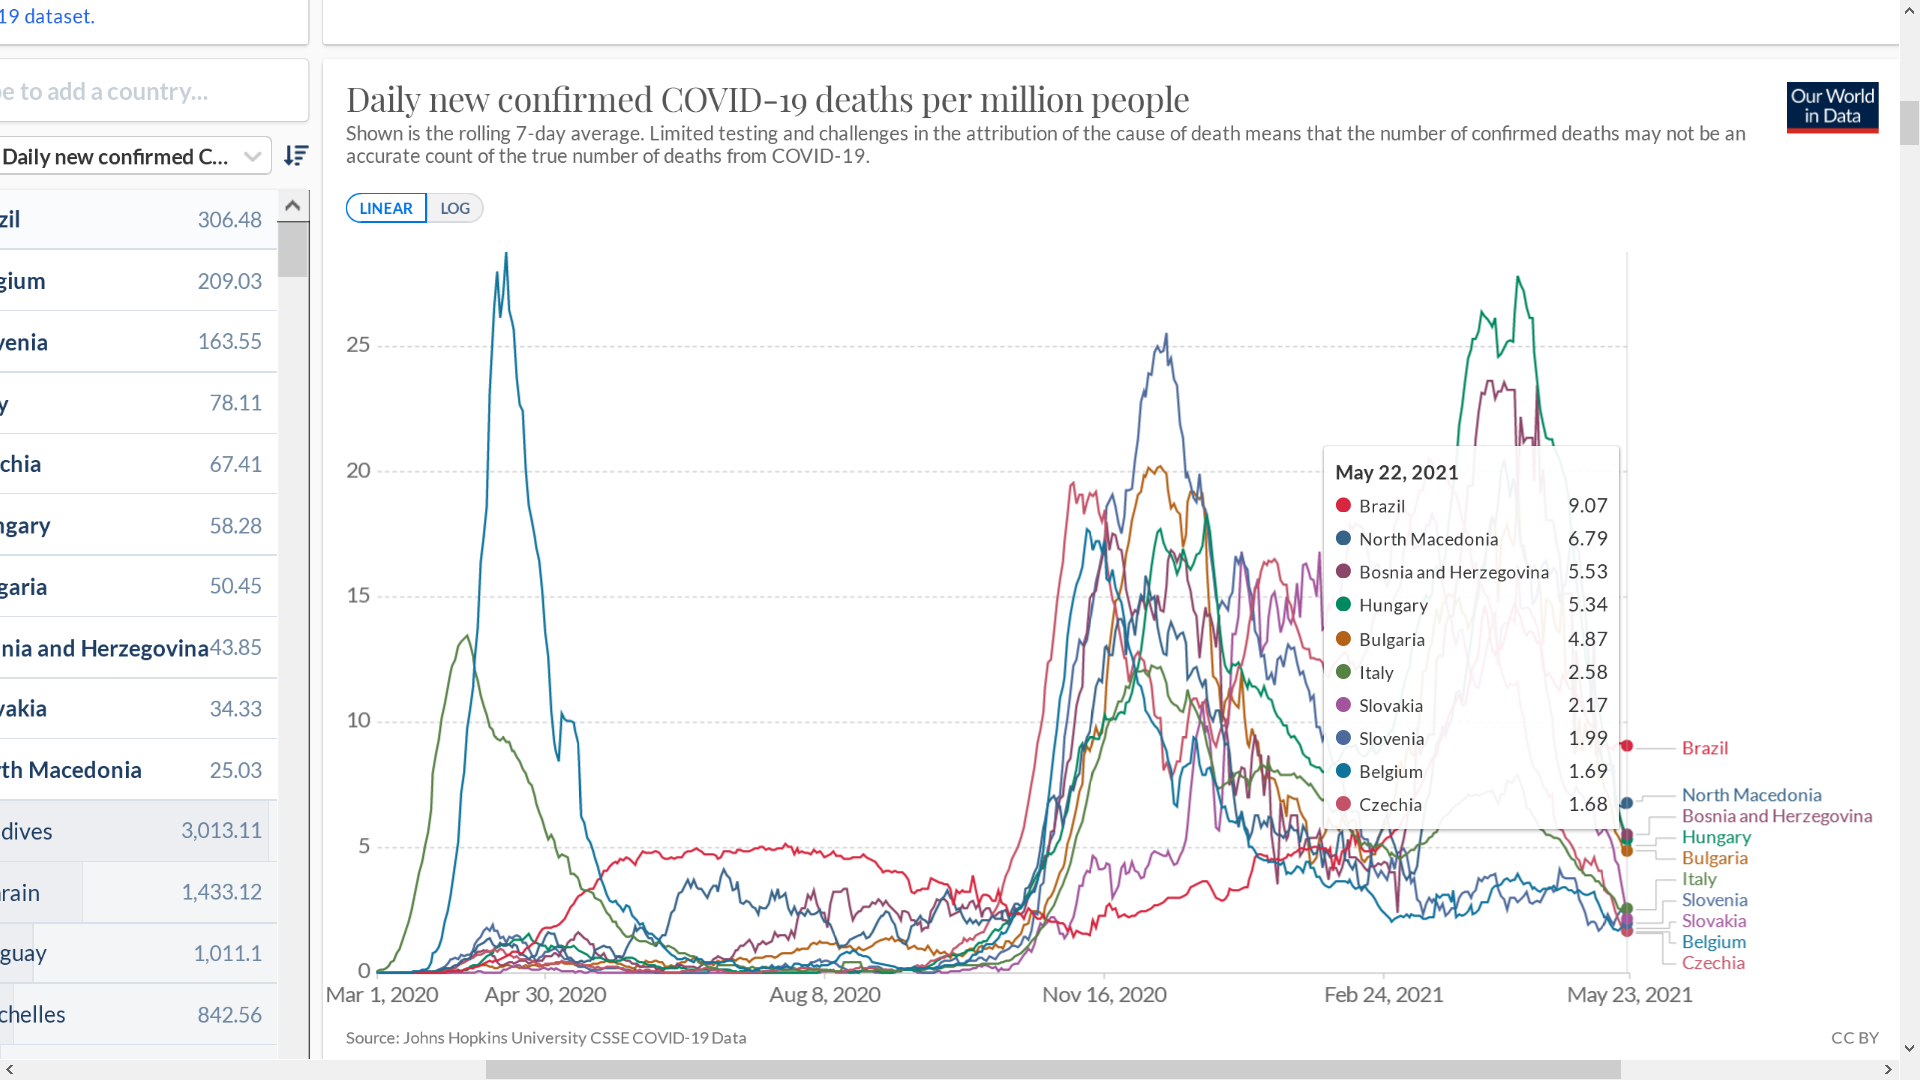 19 dataset.
e to add a country...
Daily new confirmed C...
zil 306.48
gium 209.03
venia 163.55
y 78.11
chia 67.41
ngary 58.28
garia 50.45
nia and Herzegovina 43.85
vakia 34.33
th Macedonia 25.03
dives 3,013.11
rain 1,433.12
guay 1,011.1
chelles 842.56
Daily new confirmed COVID-19 deaths per million people
Shown is the rolling 7-day average. Limited testing and challenges in the attribution of the cause of death means that the number of confirmed deaths may not be an
accurate count of the true number of deaths from COVID-19.
Our World
in Data
LINEAR LOG
25
20
15
10
5
0
May 22, 2021
Brazil 9.07
North Macedonia 6.79
Bosnia and Herzegovina 5.53
Hungary 5.34
Bulgaria 4.87
Italy 2.58
Slovakia 2.17
Slovenia 1.99
Belgium 1.69
Czechia 1.68
Brazil
North Macedonia
Bosnia and Herzegovina
Hungary
Bulgaria
Italy
Slovenia
Slovakia
Belgium
Czechia
Mar 1, 2020 Apr 30, 2020 Aug 8, 2020 Nov 16, 2020 Feb 24, 2021 May 23, 2021
Source: Johns Hopkins University CSSE COVID-19 Data
CC BY